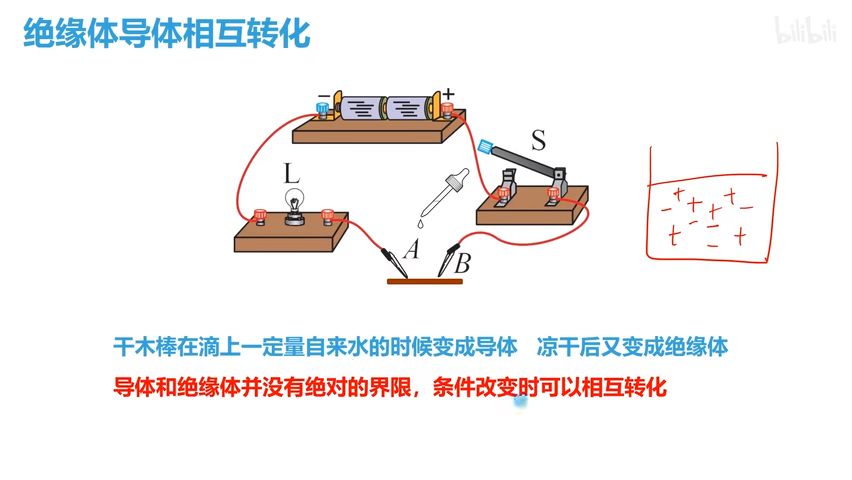 绝缘体导体相互转化
bilibili
− +
S
L
A
B
干木棒在滴上一定量自来水的时候变成导体 凉干后又变成绝缘体
导体和绝缘体并没有绝对的界限，条件改变时可以相互转化
+ +
− + + −
− −
+ − +